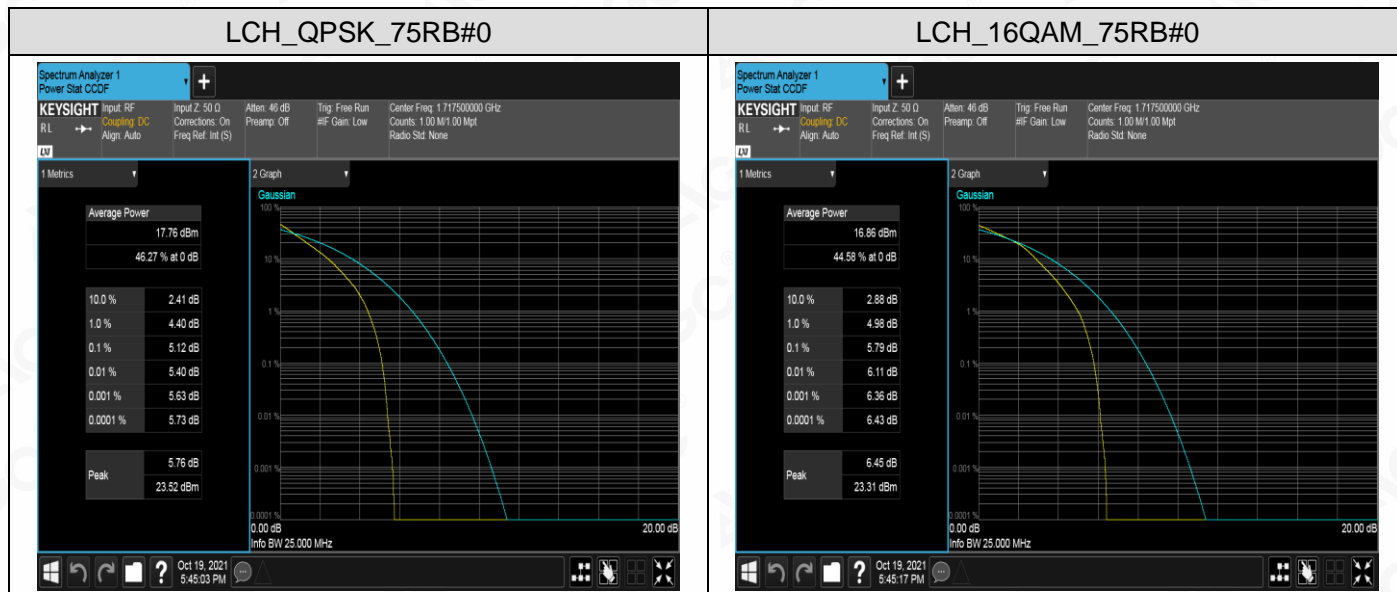 LCH_QPSK_75RB#0
Spectrum Analyzer 1
Power Stat CCDF
+
KEYSIGHT
RL
LXI
Input: RF
Coupling: DC
Align: Auto
Input Z: 50 Ω
Corrections: On
Freq Ref: Int (S)
Atten: 46 dB
Preamp: Off
Trig: Free Run
#IF Gain: Low
Center Freq: 1.717500000 GHz
Counts: 1.00 M/1.00 Mpt
Radio Std: None
1 Metrics
Average Power
17.76 dBm
46.27 % at 0 dB
10.0 % 2.41 dB
1.0 % 4.40 dB
0.1 % 5.12 dB
0.01 % 5.40 dB
0.001 % 5.63 dB
0.0001 % 5.73 dB
Peak
5.76 dB
23.52 dBm
2 Graph
Gaussian
100 %
10 %
1 %
0.1 %
0.01 %
0.001 %
0.0001 %
0.00 dB
20.00 dB
Info BW 25.000 MHz
?
Oct 19, 2021
5:45:03 PM
LCH_16QAM_75RB#0
Spectrum Analyzer 1
Power Stat CCDF
+
KEYSIGHT
RL
LXI
Input: RF
Coupling: DC
Align: Auto
Input Z: 50 Ω
Corrections: On
Freq Ref: Int (S)
Atten: 46 dB
Preamp: Off
Trig: Free Run
#IF Gain: Low
Center Freq: 1.717500000 GHz
Counts: 1.00 M/1.00 Mpt
Radio Std: None
1 Metrics
Average Power
16.86 dBm
44.58 % at 0 dB
10.0 % 2.88 dB
1.0 % 4.98 dB
0.1 % 5.79 dB
0.01 % 6.11 dB
0.001 % 6.36 dB
0.0001 % 6.43 dB
Peak
6.45 dB
23.31 dBm
2 Graph
Gaussian
100 %
10 %
1 %
0.1 %
0.01 %
0.001 %
0.0001 %
0.00 dB
20.00 dB
Info BW 25.000 MHz
?
Oct 19, 2021
5:45:17 PM